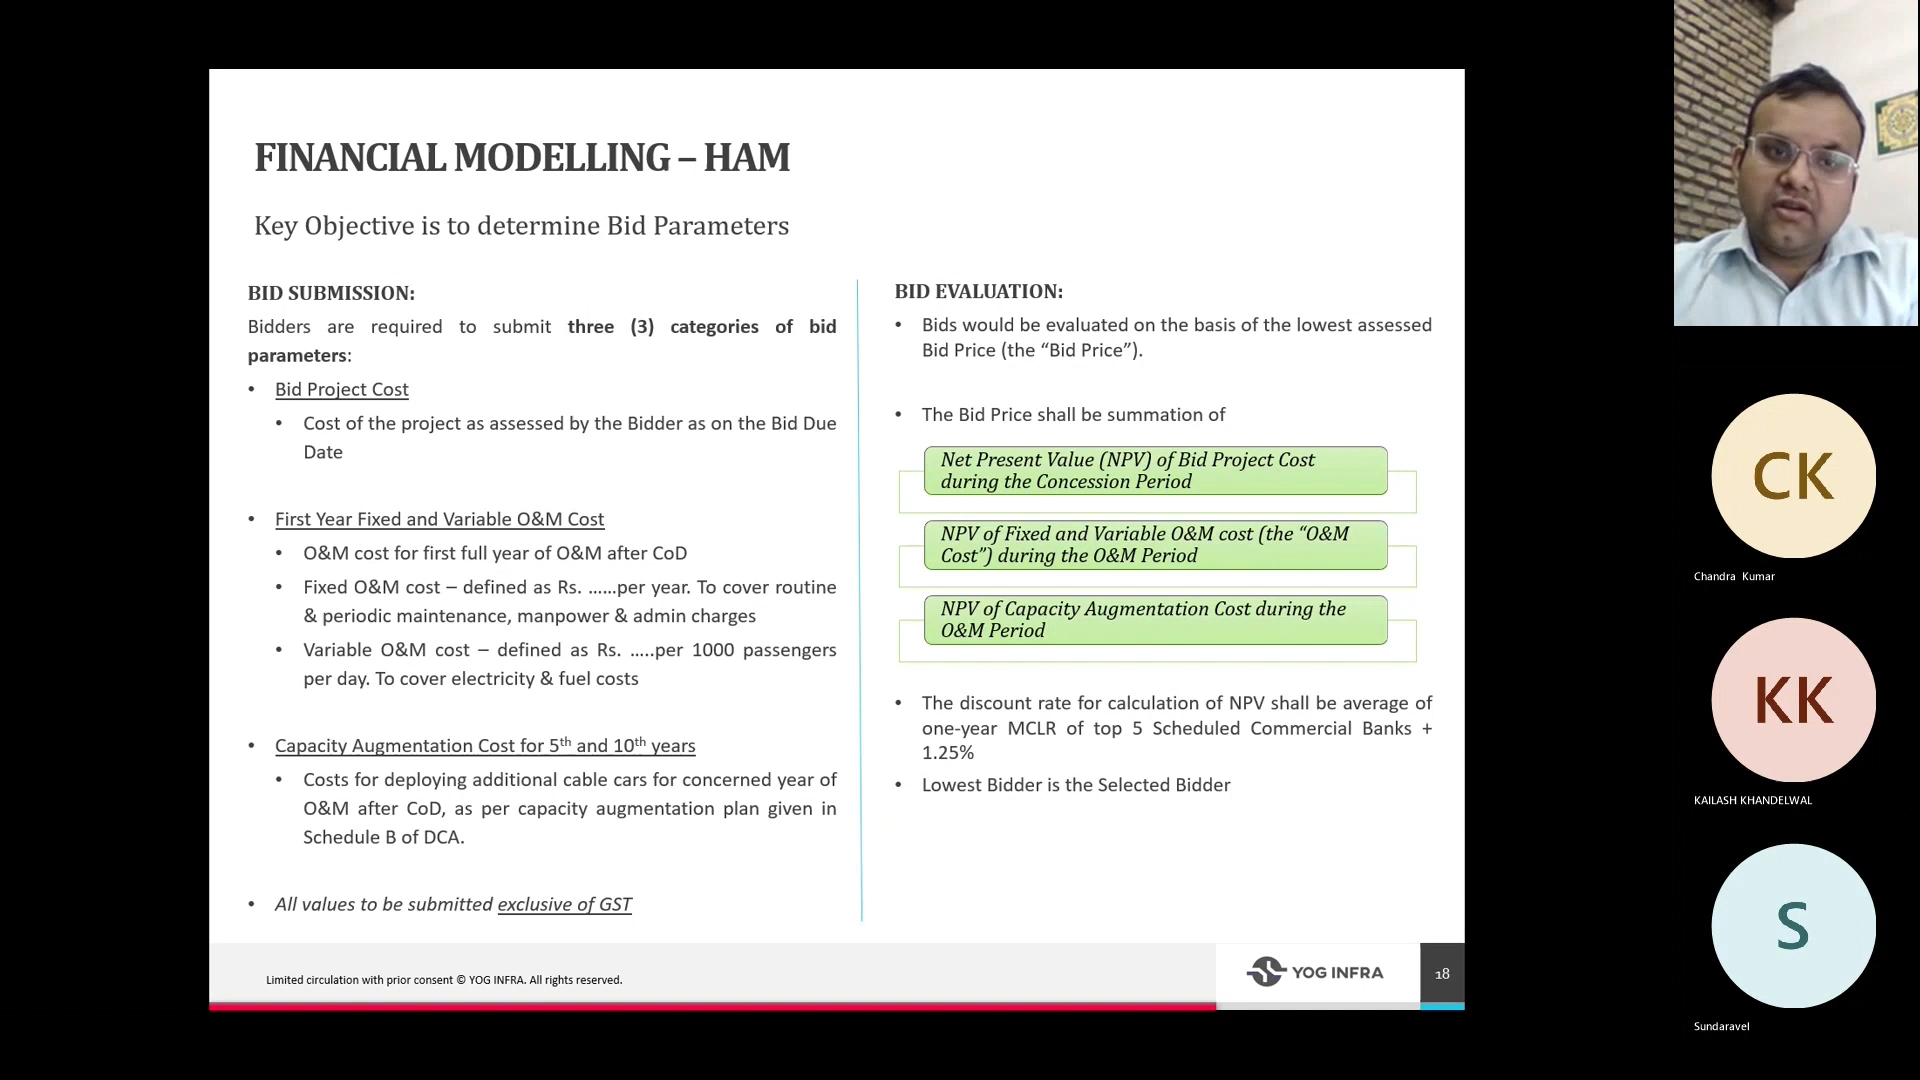 FINANCIAL MODELLING – HAM
Key Objective is to determine Bid Parameters
BID SUBMISSION:
Bidders are required to submit three (3) categories of bid
parameters:
• Bid Project Cost
• Cost of the project as assessed by the Bidder as on the Bid Due
Date
• First Year Fixed and Variable O&M Cost
• O&M cost for first full year of O&M after CoD
• Fixed O&M cost – defined as Rs. ……per year. To cover routine
& periodic maintenance, manpower & admin charges
• Variable O&M cost – defined as Rs. …..per 1000 passengers
per day. To cover electricity & fuel costs
• Capacity Augmentation Cost for 5th and 10th years
• Costs for deploying additional cable cars for concerned year of
O&M after CoD, as per capacity augmentation plan given in
Schedule B of DCA.
• All values to be submitted exclusive of GST
BID EVALUATION:
• Bids would be evaluated on the basis of the lowest assessed
Bid Price (the “Bid Price”).
• The Bid Price shall be summation of
Net Present Value (NPV) of Bid Project Cost
during the Concession Period
NPV of Fixed and Variable O&M cost (the “O&M
Cost”) during the O&M Period
NPV of Capacity Augmentation Cost during the
O&M Period
• The discount rate for calculation of NPV shall be average of
one-year MCLR of top 5 Scheduled Commercial Banks +
1.25%
• Lowest Bidder is the Selected Bidder
Limited circulation with prior consent © YOG INFRA. All rights reserved.
YOG INFRA
18
CK
Chandra Kumar
KK
KAILASH KHANDELWAL
S
Sundaravel